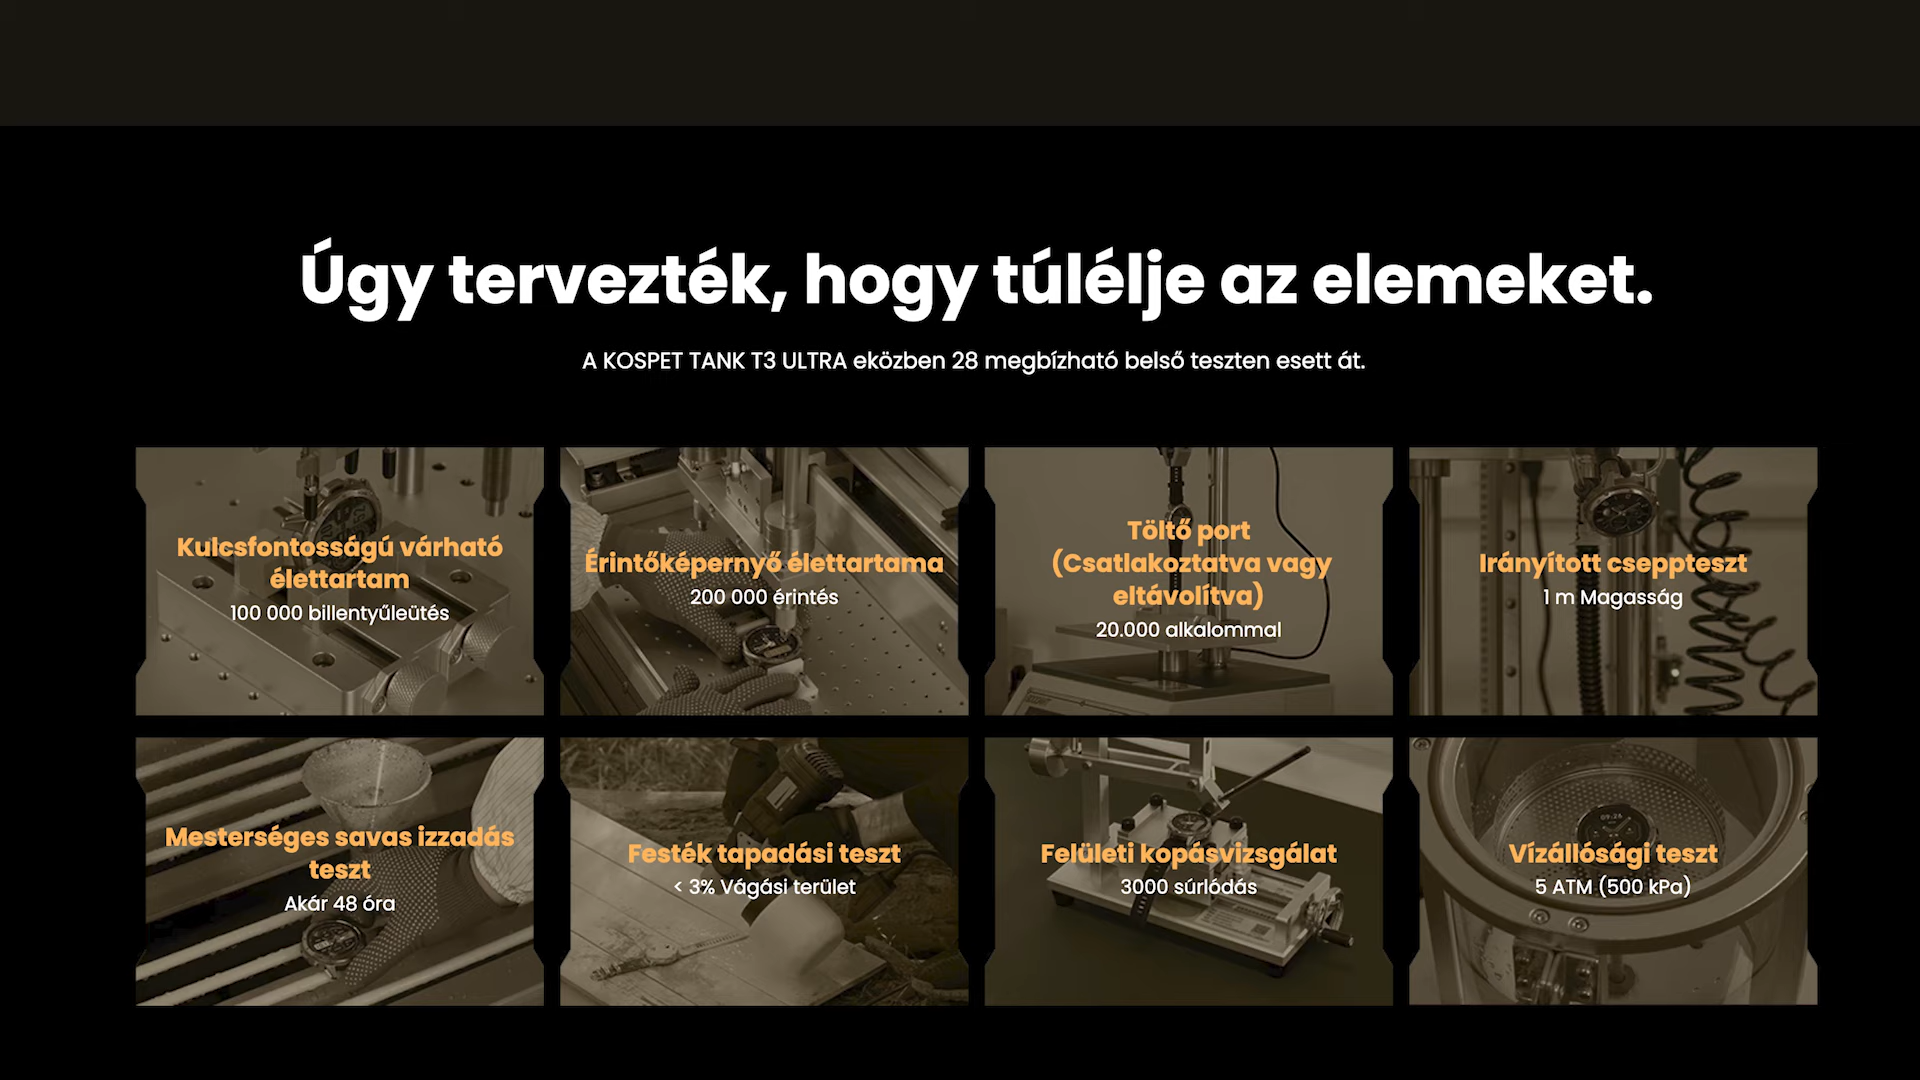 Úgy tervezték, hogy túlélje az elemeket.
A KOSPET TANK T3 ULTRA eközben 28 megbízható belső teszten esett át.
Kulcsfontosságú várható
élettartam
100 000 billentyűleütés
Érintőképernyő élettartama
200 000 érintés
Töltő port
(Csatlakoztatva vagy
eltávolítva)
20.000 alkalommal
Irányított cseppteszt
1 m Magasság
Mesterséges savas izzadás
teszt
Akár 48 óra
Festék tapadási teszt
< 3% Vágási terület
Felületi kopásvizsgálat
3000 súrlódás
Vízállósági teszt
5 ATM (500 kPa)
09:26